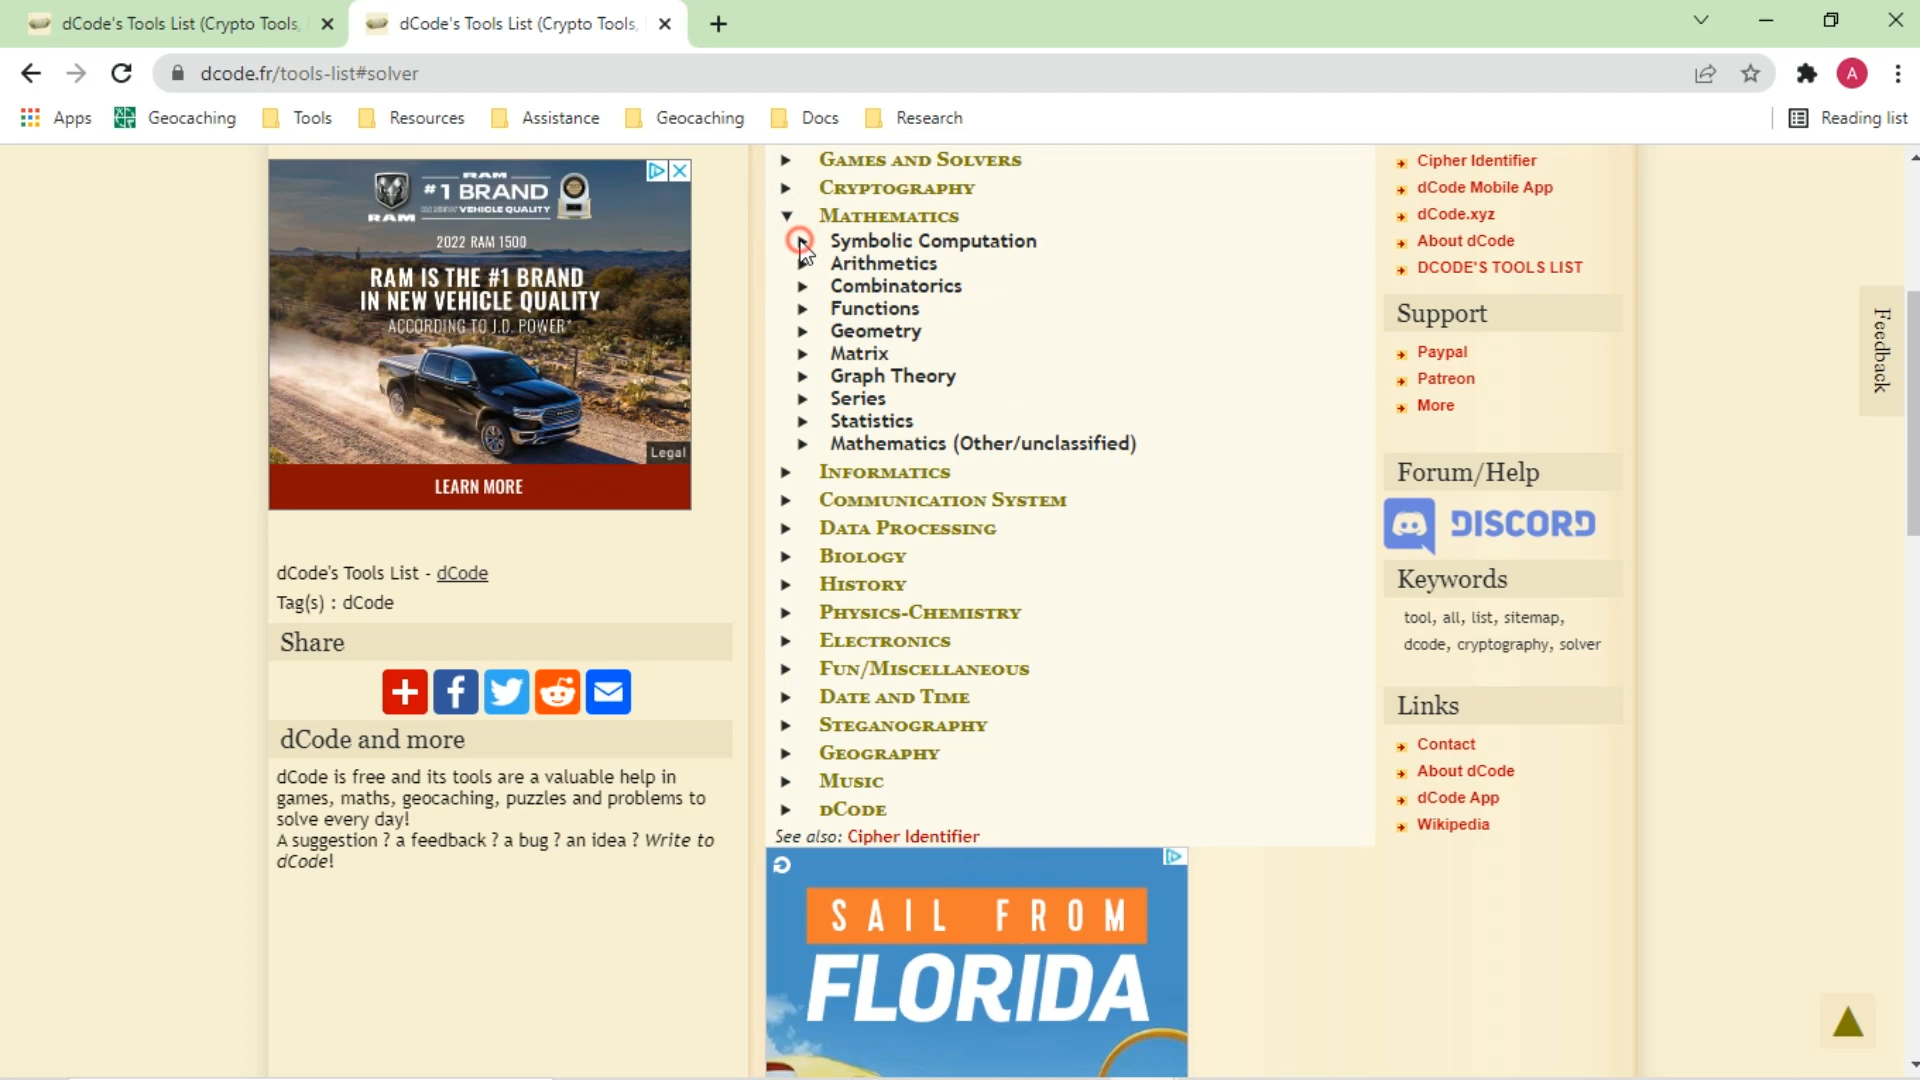 dCode's Tools List (Crypto Tools,
dCode's Tools List (Crypto Tools,
dcode.fr/tools-list#solver
A
Apps
Geocaching
Tools
Resources
Assistance
Geocaching
Docs
Research
Reading list
RAM
RAM
#1 BRAND
IN NEW VEHICLE QUALITY
2022 RAM 1500
RAM IS THE #1 BRAND
IN NEW VEHICLE QUALITY
ACCORDING TO J.D. POWER*
Legal
LEARN MORE
dCode's Tools List - dCode
Tag(s) : dCode
Share
dCode and more
dCode is free and its tools are a valuable help in
games, maths, geocaching, puzzles and problems to
solve every day!
A suggestion ? a feedback ? a bug ? an idea ? Write to
dCode!
GAMES AND SOLVERS
CRYPTOGRAPHY
MATHEMATICS
Symbolic Computation
Arithmetics
Combinatorics
Functions
Geometry
Matrix
Graph Theory
Series
Statistics
Mathematics (Other/unclassified)
INFORMATICS
COMMUNICATION SYSTEM
DATA PROCESSING
BIOLOGY
HISTORY
PHYSICS-CHEMISTRY
ELECTRONICS
FUN/MISCELLANEOUS
DATE AND TIME
STEGANOGRAPHY
GEOGRAPHY
MUSIC
DCODE
See also: Cipher Identifier
SAIL FROM
FLORIDA
Cipher Identifier
dCode Mobile App
dCode.xyz
About dCode
DCODE'S TOOLS LIST
Support
Paypal
Patreon
More
Forum/Help
DISCORD
Keywords
tool, all, list, sitemap,
dcode, cryptography, solver
Links
Contact
About dCode
dCode App
Wikipedia
Feedback